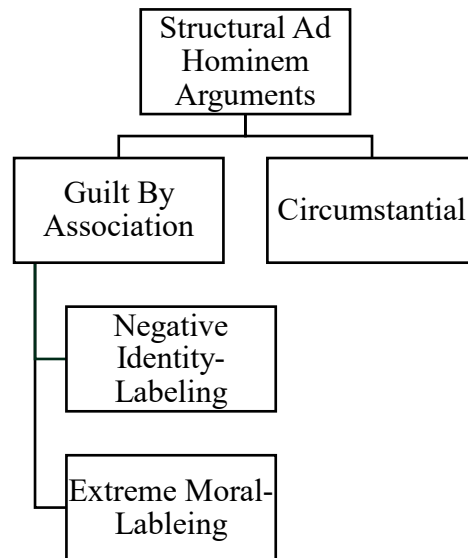 Structural Ad
Hominem
Arguments
Guilt By
Association
Circumstantial
Negative
Identity-
Labeling
Extreme Moral-
Lableing